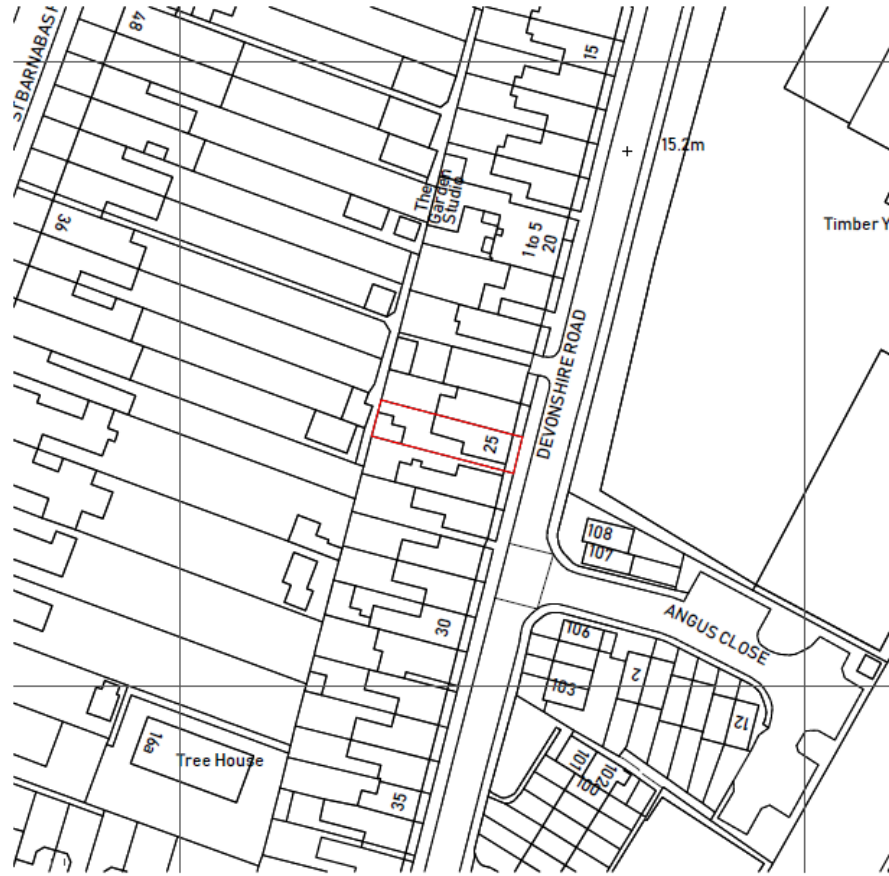 48
15
ST BARNABAS R
15.2m
The
Garden
Studio
36
1 to 5
20
Timber Y
DEVONSHIRE ROAD
25
108
107
ANGUS CLOSE
30
106
2
103
12
16a
Tree House
101
102
100
35